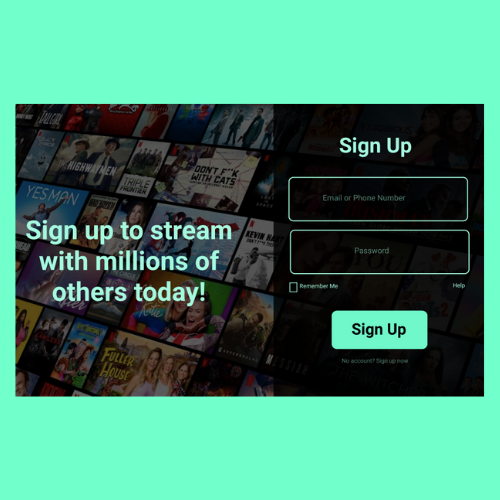 Sign up to stream
with millions of
others today!
Sign Up
Email or Phone Number
Password
Remember Me
Help
Sign Up
No account? Sign up now
YES MAN
HIGHWAYMEN
TRIPLE
FRONTIER
DON'T F**K
WITH CATS
KEVIN HART
FULLER
HOUSE